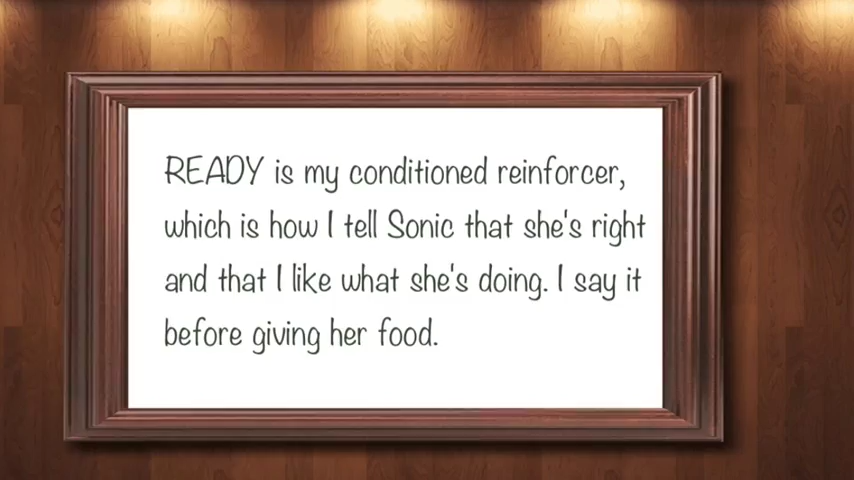 READY is my conditioned reinforcer,
which is how I tell Sonic that she's right
and that I like what she's doing. I say it
before giving her food.